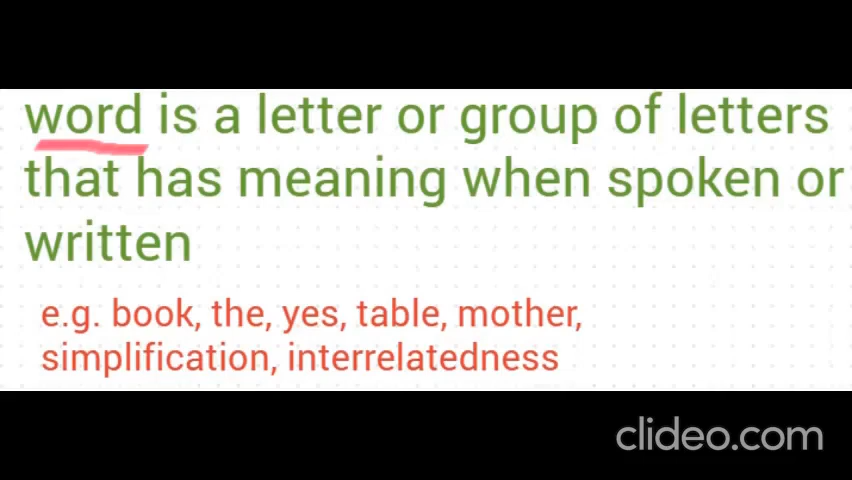 word is a letter or group of letters
that has meaning when spoken or
written
e.g. book, the, yes, table, mother,
simplification, interrelatedness
clideo.com